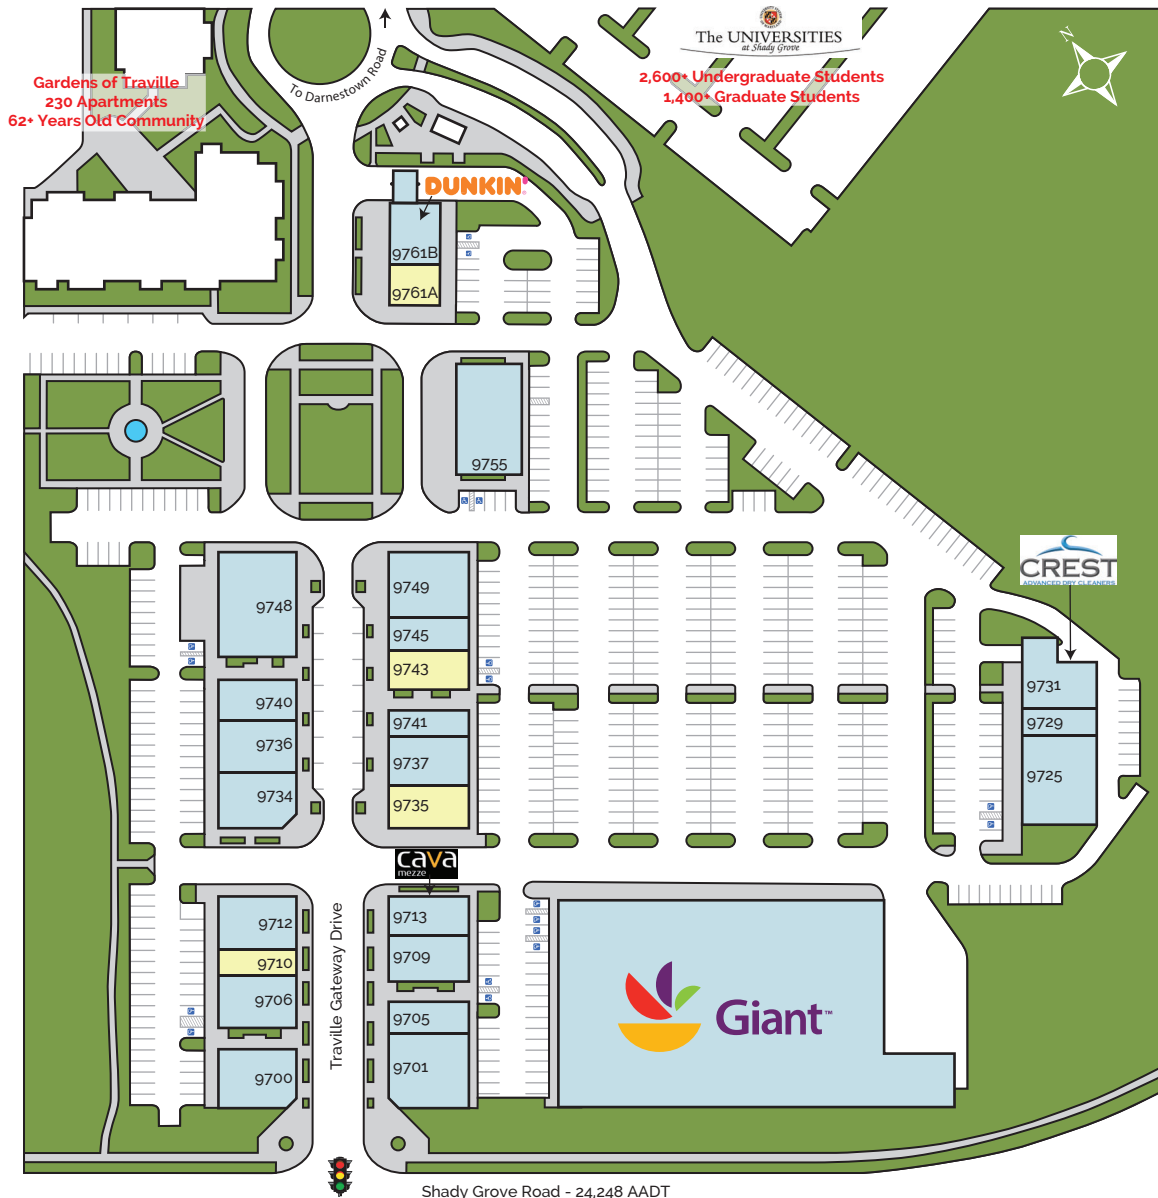 The UNIVERSITIES
at Shady Grove
2,600+ Undergraduate Students
1,400+ Graduate Students
N
Gardens of Traville
230 Apartments
62+ Years Old Community
To Darnestown Road
DUNKIN'
9761B
9761A
9755
CREST
ADVANCED DRY CLEANERS
9748
9749
9745
9743
9740
9741
9736
9737
9734
9735
9731
9729
9725
cava
mezze
9712
9713
9710
9709
9706
9705
9700
9701
Traville Gateway Drive
Giant™
Shady Grove Road - 24,248 AADT